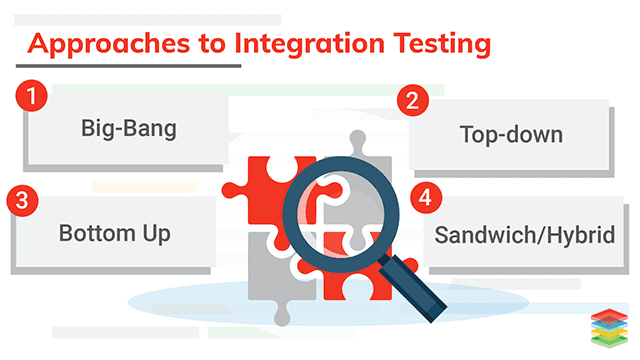 Approaches to Integration Testing
1
Big-Bang
2
Top-down
3
Bottom Up
4
Sandwich/Hybrid